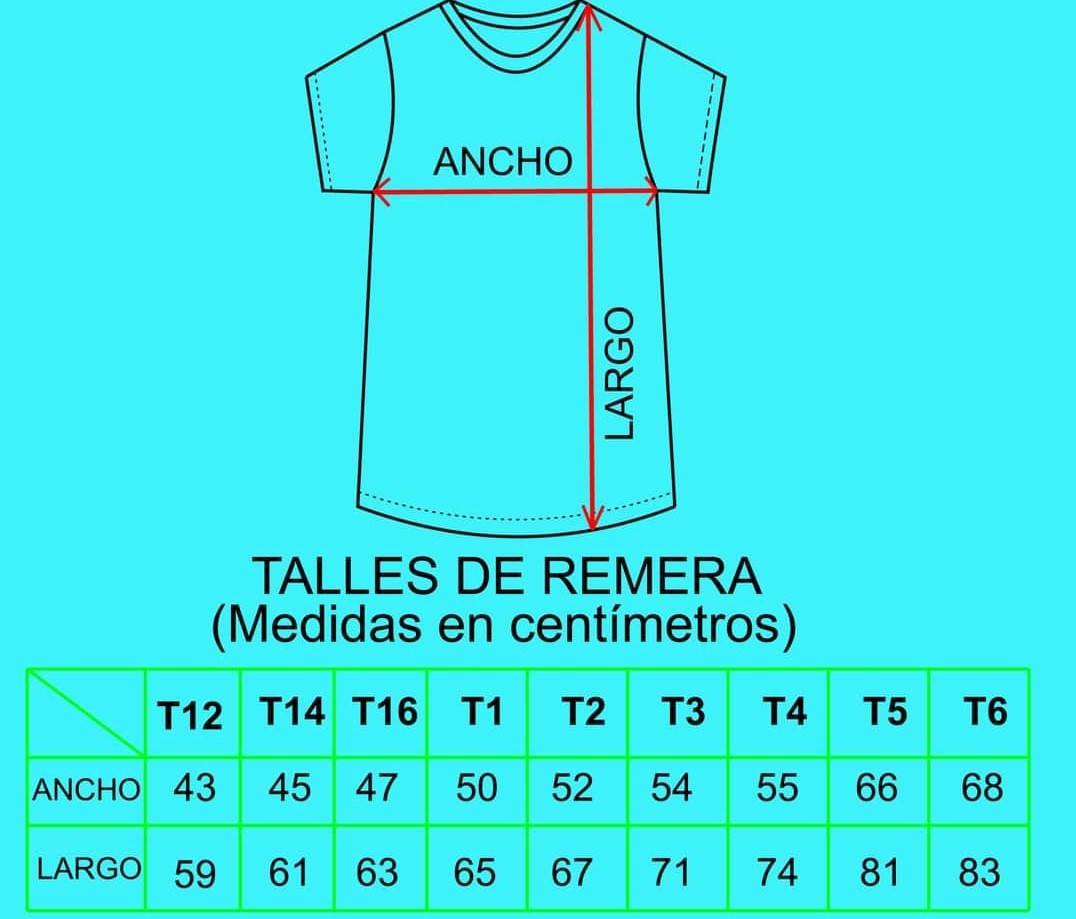 ANCHO
LARGO
TALLES DE REMERA
(Medidas en centímetros)
T12 T14 T16 T1 T2 T3 T4 T5 T6
ANCHO 43 45 47 50 52 54 55 66 68
LARGO 59 61 63 65 67 71 74 81 83